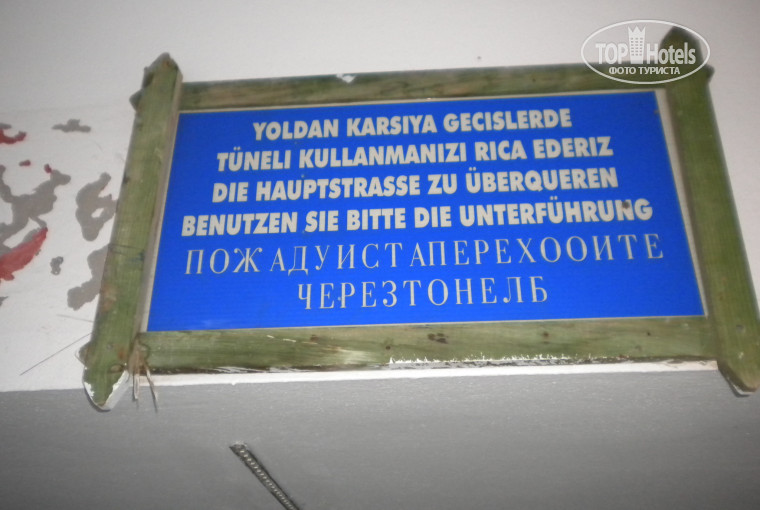 YOLDAN KARSIYA GECISLERDE
TÜNELI KULLANMANIZI RICA EDERIZ
DIE HAUPTSTRASSE ZU ÜBERQUEREN
BENUTZEN SIE BITTE DIE UNTERFÜHRUNG
ПОЖАДУИСТАПЕРЕХООИТЕ
ЧЕРЕЗТОНЕЛБ
TOP Hotels
ФОТО ТУРИСТА